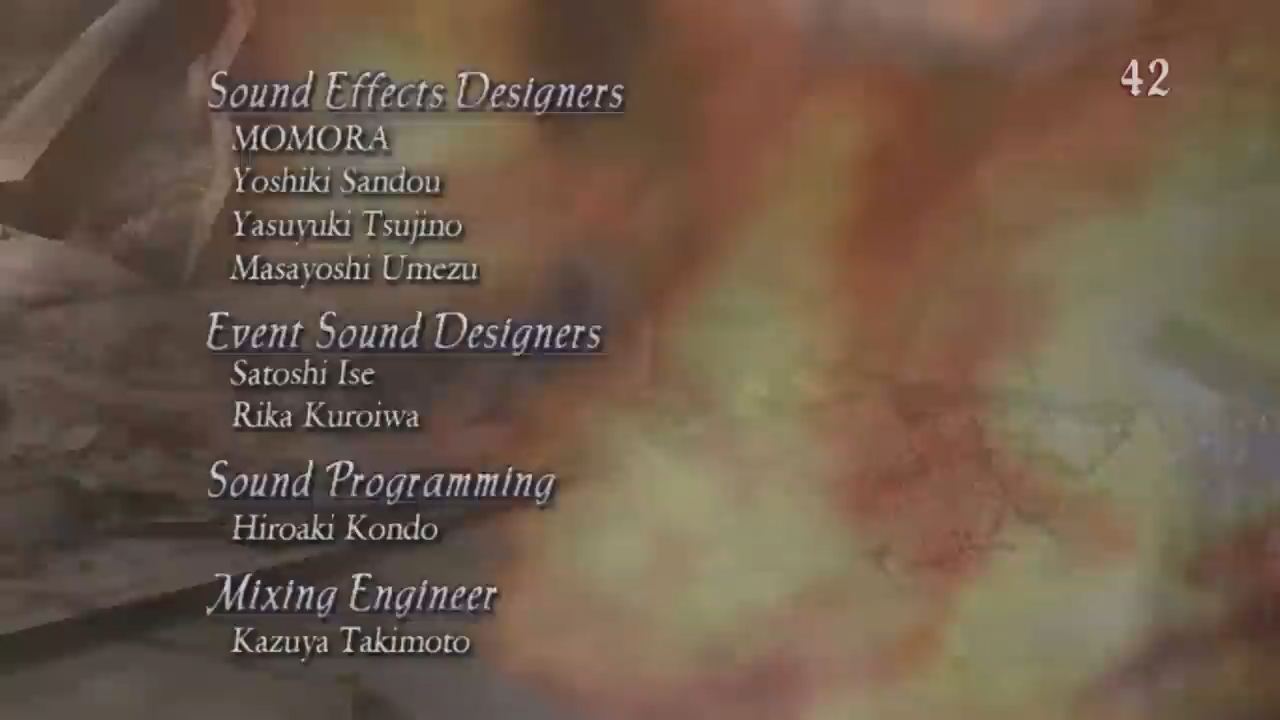 42
Sound Effects Designers
MOMORA
Yoshiki Sandou
Yasuyuki Tsujino
Masayoshi Umezu
Event Sound Designers
Satoshi Ise
Rika Kuroiwa
Sound Programming
Hiroaki Kondo
Mixing Engineer
Kazuya Takimoto